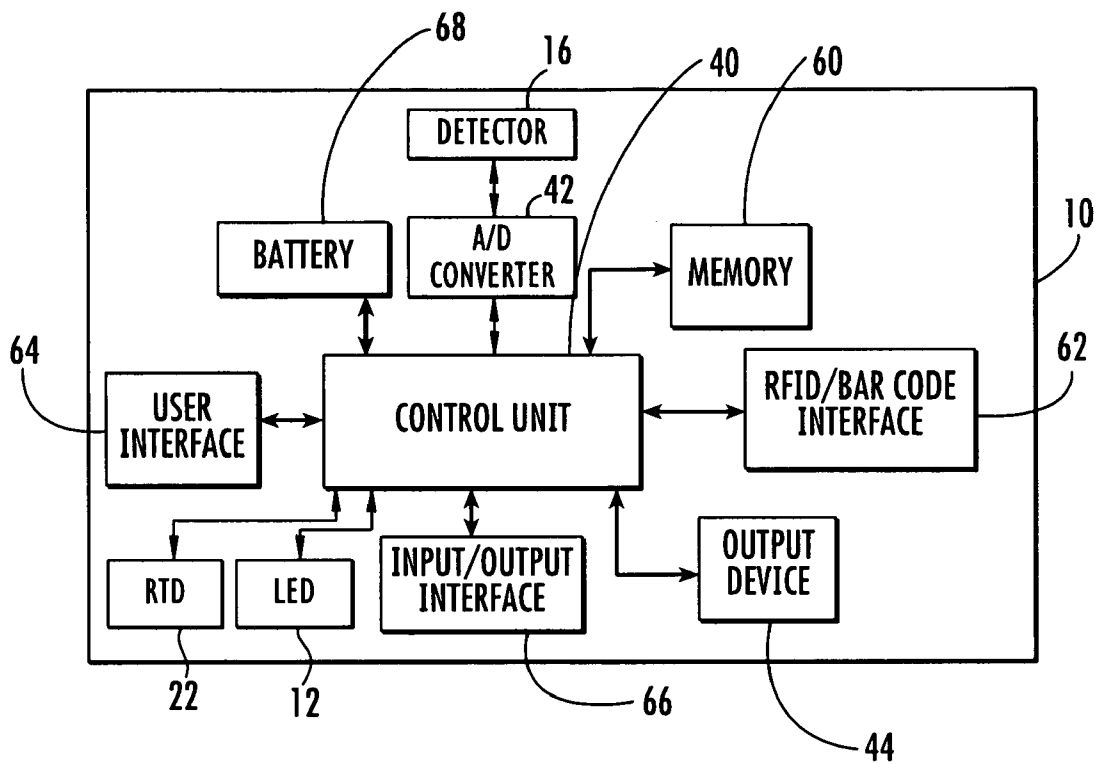 68
16
40
60
DETECTOR
42
10
BATTERY
A/D
CONVERTER
MEMORY
64
62
USER
INTERFACE
CONTROL UNIT
RFID/BAR CODE
INTERFACE
RTD
LED
INPUT/OUTPUT
INTERFACE
OUTPUT
DEVICE
22
12
66
44